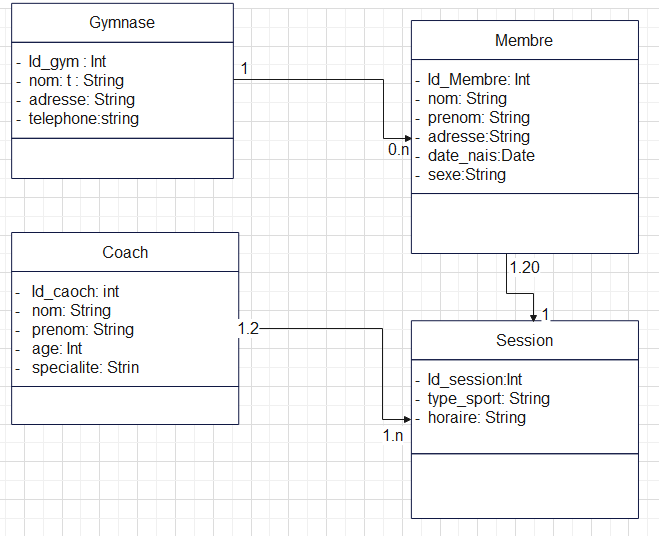 Gymnase
- Id_gym : Int
- nom: t : String
- adresse: String
- telephone:string
1
0.n
Membre
- Id_Membre: Int
- nom: String
- prenom: String
- adresse:String
- date_nais:Date
- sexe:String
1.20
1
Coach
- Id_caoch: int
- nom: String
- prenom: String
- age: Int
- specialite: Strin
1.2
1.n
Session
- Id_session:Int
- type_sport: String
- horaire: String